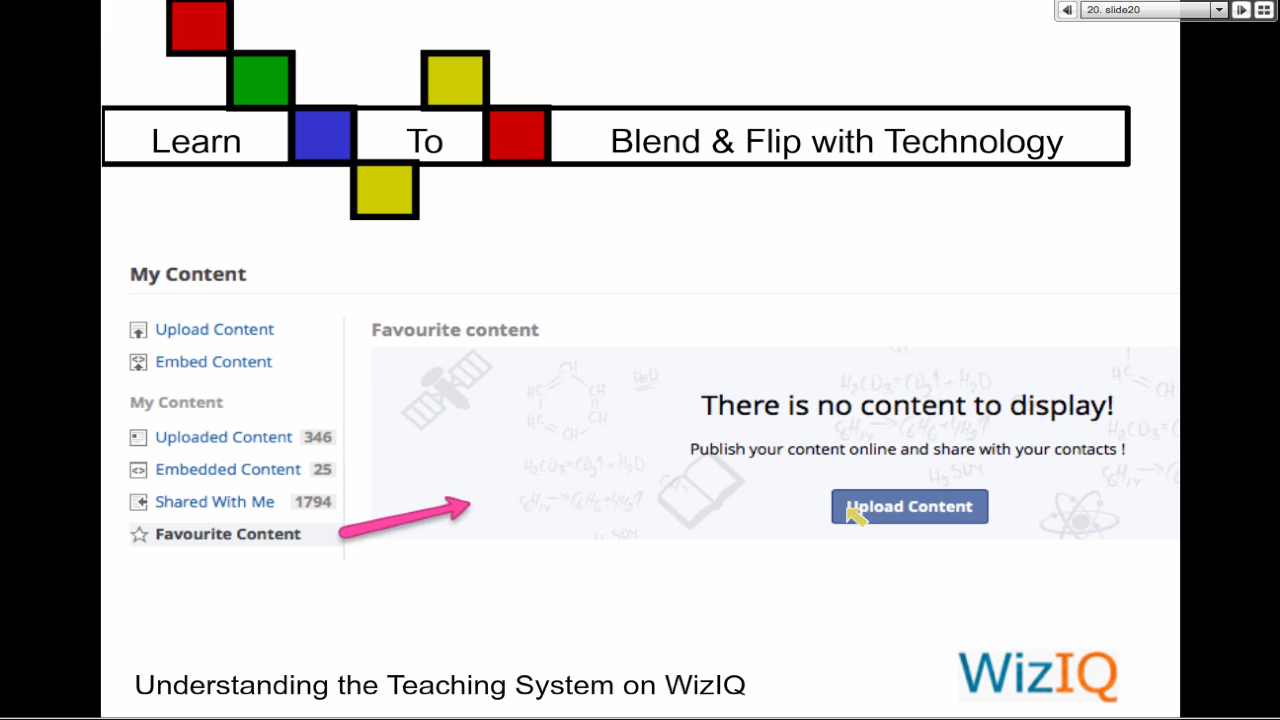 20. slide20
Learn To Blend & Flip with Technology
My Content
Upload Content
Embed Content
My Content
Uploaded Content 346
Embedded Content 25
Shared With Me 1794
Favourite Content
Favourite content
There is no content to display!
Publish your content online and share with your contacts !
Upload Content
Understanding the Teaching System on WizIQ
WizIQ